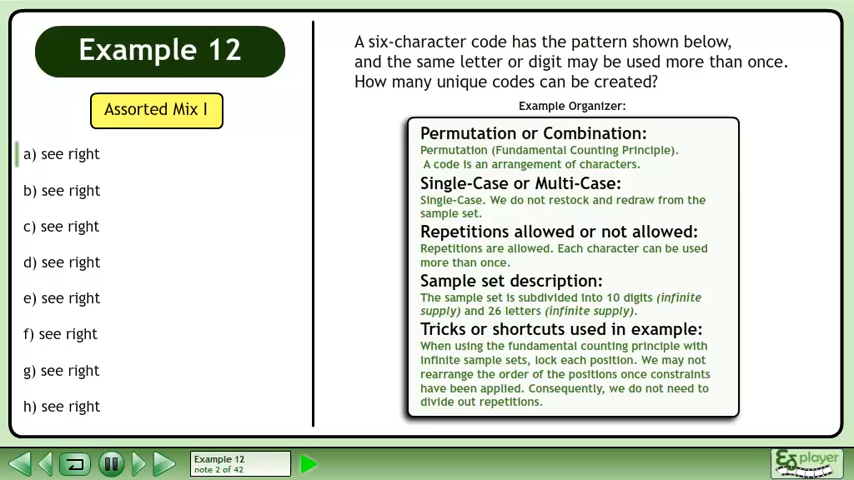 Example 12
Assorted Mix I
a) see right
b) see right
c) see right
d) see right
e) see right
f) see right
g) see right
h) see right
A six-character code has the pattern shown below,
and the same letter or digit may be used more than once.
How many unique codes can be created?
Example Organizer:
Permutation or Combination:
Permutation (Fundamental Counting Principle).
A code is an arrangement of characters.
Single-Case or Multi-Case:
Single-Case. We do not restock and redraw from the
sample set.
Repetitions allowed or not allowed:
Repetitions are allowed. Each character can be used
more than once.
Sample set description:
The sample set is subdivided into 10 digits (infinite
supply) and 26 letters (infinite supply).
Tricks or shortcuts used in example:
When using the fundamental counting principle with
infinite sample sets, lock each position. We may not
rearrange the order of the positions once constraints
have been applied. Consequently, we do not need to
divide out repetitions.
Example 12
note 2 of 42
player